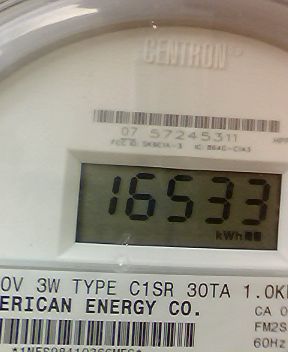 CENTRON
07 57245311
16533
kWh
0V 3W TYPE C1SR 30TA 1.0K
ERICAN ENERGY CO.
CA 0
FM2S
60Hz